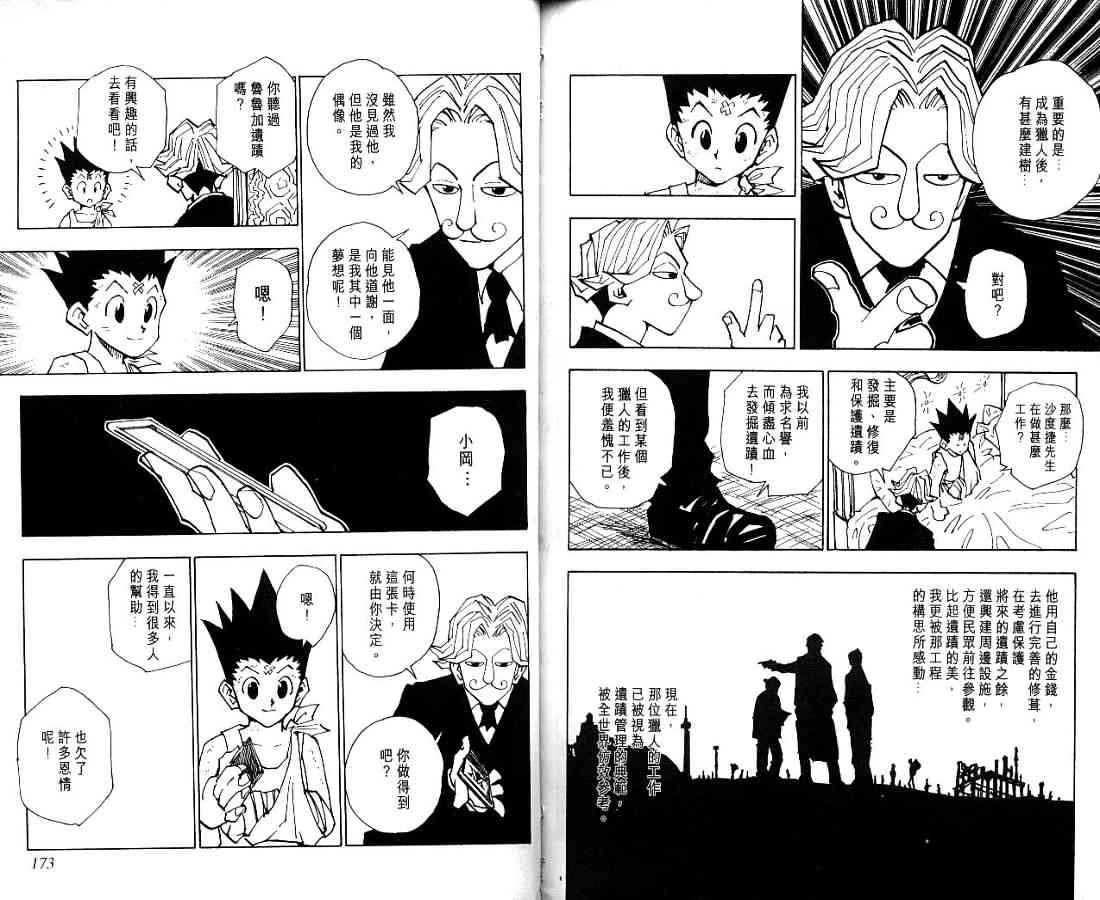 重要的是…
成為獵人後，
有甚麼建樹…
對吧？
那麼…
沙度捷先生
在做甚麼
工作？
主要是
發掘、修復
和保護遺蹟。
我以前
為求名譽，
而傾盡心血
去發掘遺蹟！
但看到某個
獵人的工作後，
我便羞愧不已。
他用自己的金錢，
去進行完善的修葺，
在考慮保護
將來的遺蹟之餘，
還興建周邊設施，
方便民眾前往參觀。
比起遺蹟的美，
我更被那工程
的構思所感動…
現在，
那位獵人的工作
已被視為
遺蹟管理的典範，
被全世界仿效參考。
雖然我
沒見過他，
但他是我的
偶像。
能見他一面，
向他道謝，
是我其中一個
夢想呢！
你聽過
魯魯加遺蹟
嗎？
有興趣的話，
去看看吧！
嗯！
小岡…
何時使用
這張卡，
就由你決定。
你做得到
吧？
嗯！
一直以來，
我得到很多人
的幫助…
也欠了
許多恩情
呢！
173